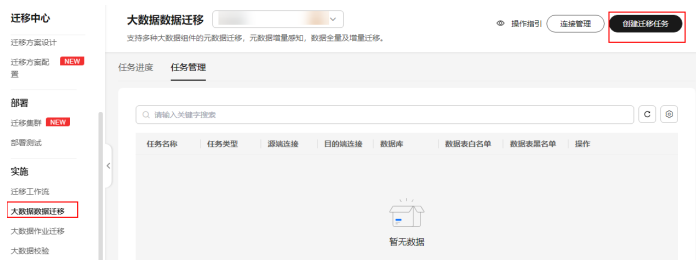 迁移中心
迁移方案设计
迁移方案配置 NEW
部署
迁移集群 NEW
部署测试
实施
迁移工作流
大数据数据迁移
大数据作业迁移
大数据校验
大数据数据迁移
操作指引 连接管理 创建迁移任务
支持多种大数据组件的元数据迁移，元数据增量感知，数据全量及增量迁移。
任务进度 任务管理
请输入关键字搜索
任务名称 任务类型 源端连接 目的端连接 数据库 数据表白名单 数据表黑名单 操作
暂无数据